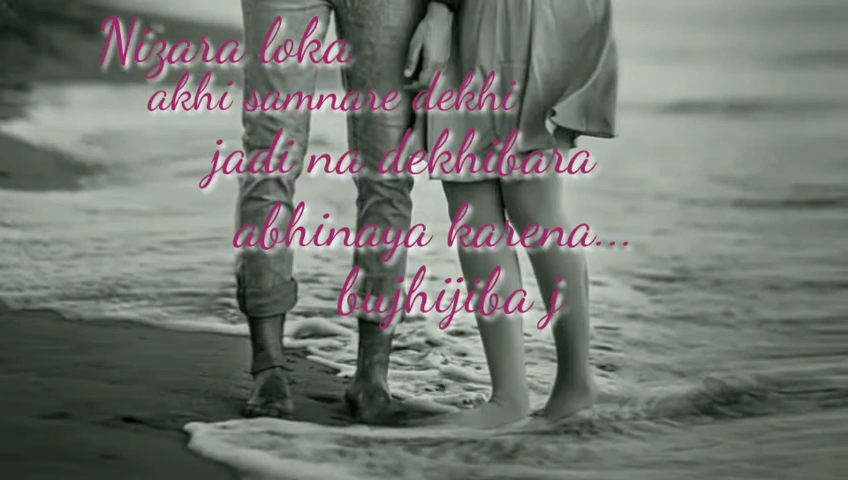 Nizara loka
akhi samnare dekhi
jadi na dekhibara
abhinaya karena...
bujhijiba j